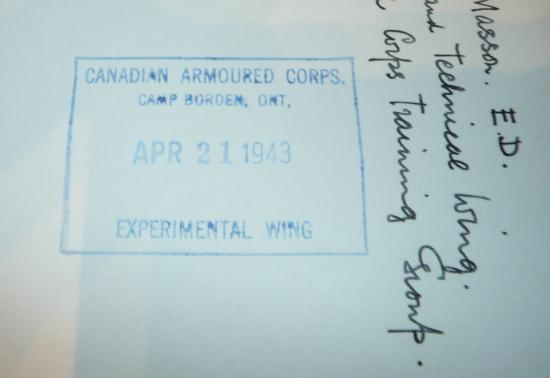 CANADIAN ARMOURED CORPS.
CAMP BORDEN, ONT,
APR 21 1943
EXPERIMENTAL WING
Masson. E.D.
and Technical Wing.
Corps Training Group.